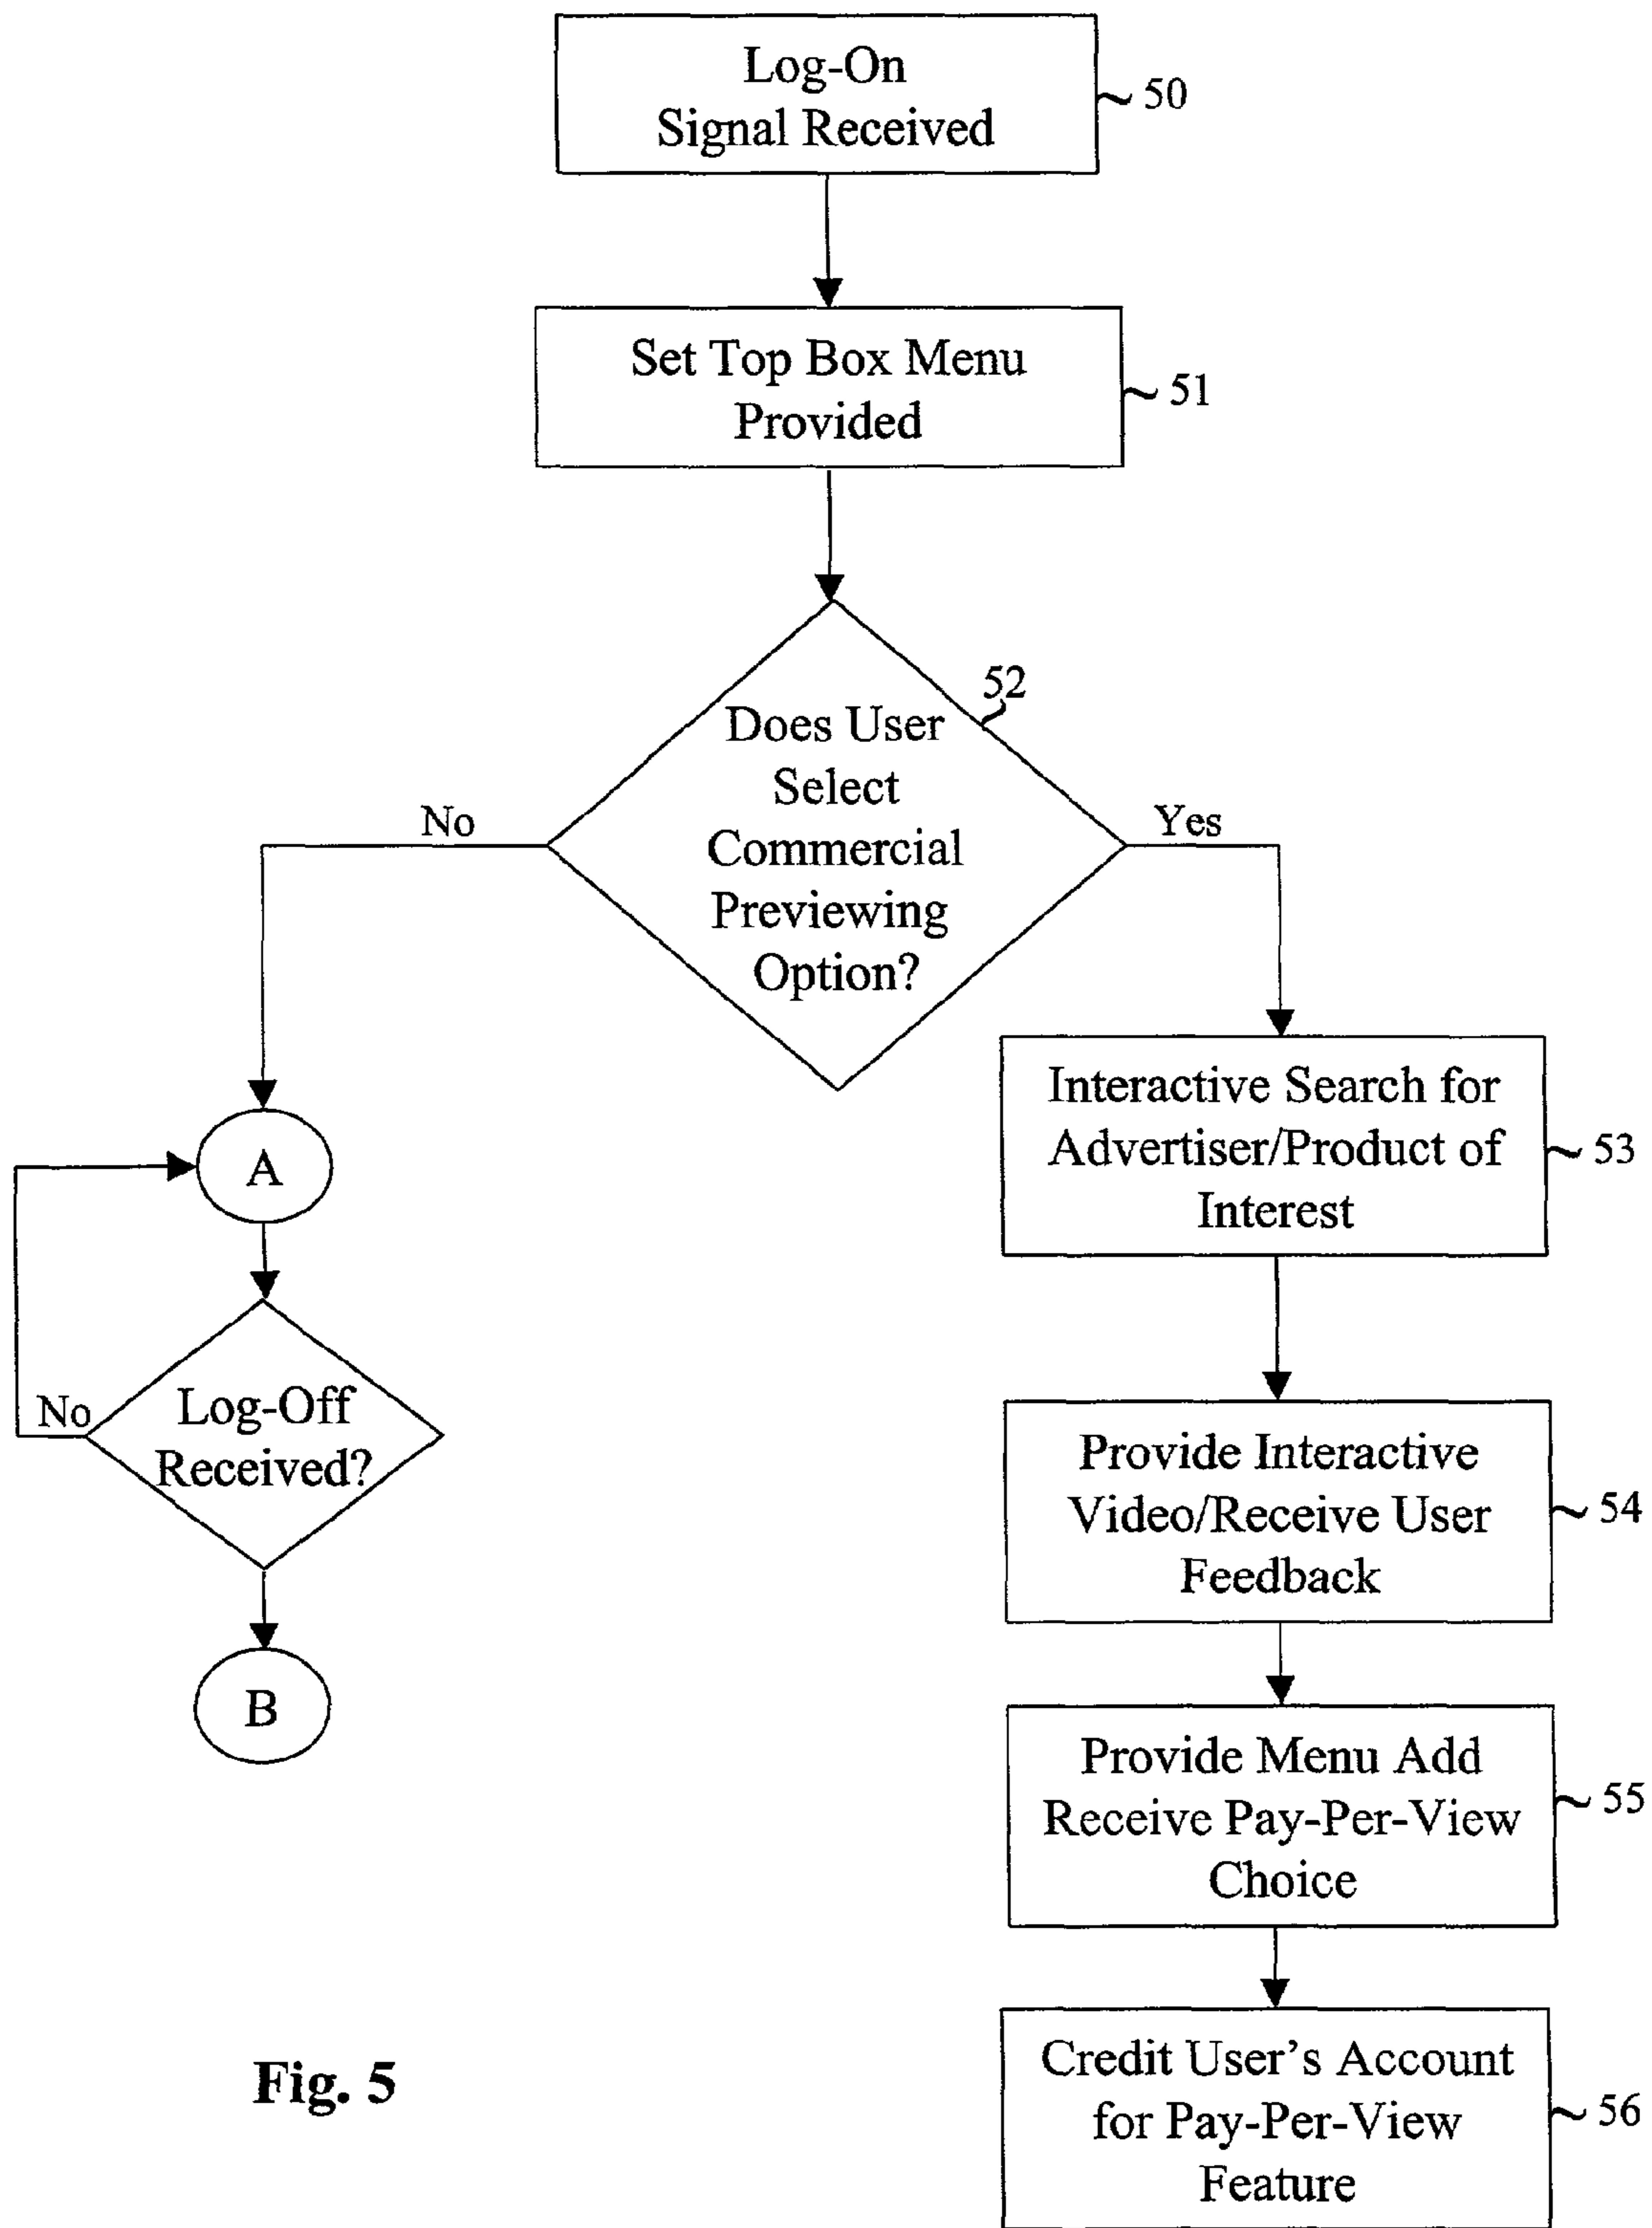 Log-On
Signal Received
50
Set Top Box Menu
Provided
51
52
Does User
Select
Commercial
Previewing
Option?
No
Yes
Interactive Search for
Advertiser/Product of
Interest
53
A
No
Log-Off
Received?
Provide Interactive
Video/Receive User
Feedback
54
B
Provide Menu Add
Receive Pay-Per-View
Choice
55
Credit User's Account
for Pay-Per-View
Feature
56
Fig. 5